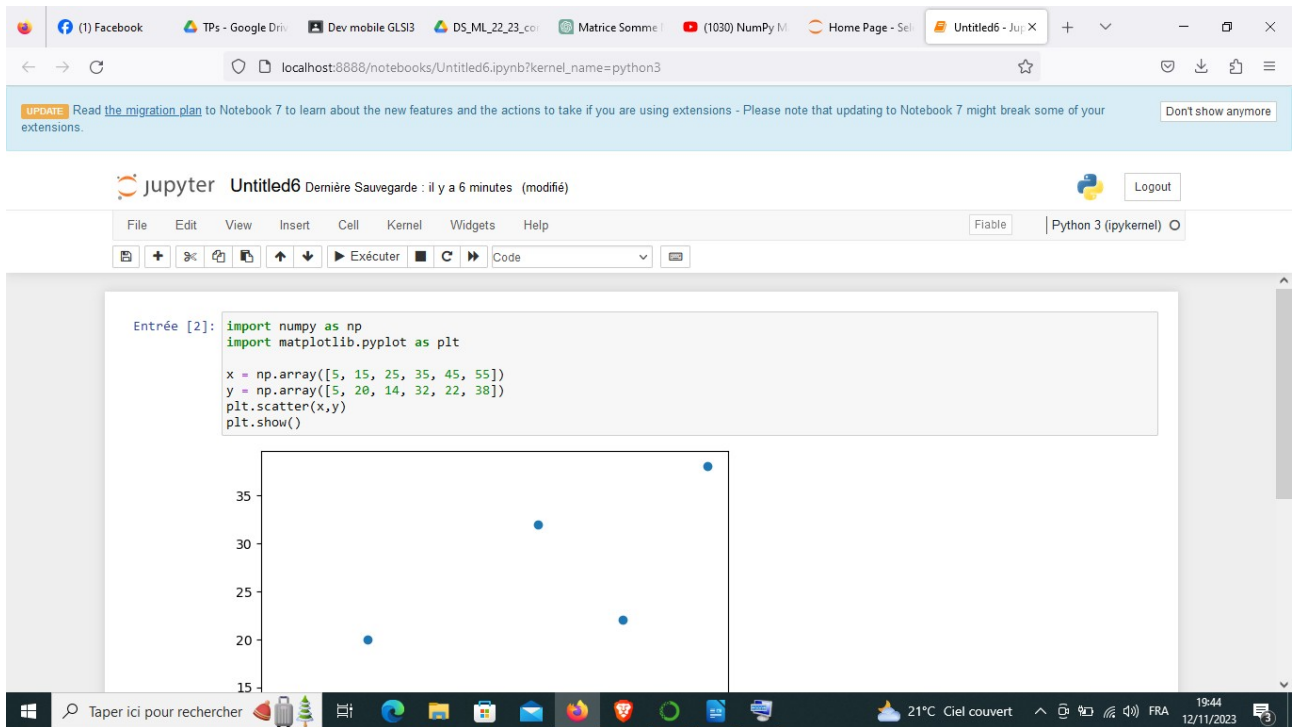 (1) Facebook TPs - Google Driv Dev mobile GLSI3 DS_ML_22_23_co Matrice Somme (1030) NumPy M Home Page - Sel Untitled6 - Jup
localhost:8888/notebooks/Untitled6.ipynb?kernel_name=python3
UPDATE Read the migration plan to Notebook 7 to learn about the new features and the actions to take if you are using extensions - Please note that updating to Notebook 7 might break some of your Don't show anymore
extensions.
jupyter Untitled6 Dernière Sauvegarde : il y a 6 minutes (modifié) Logout
File Edit View Insert Cell Kernel Widgets Help Fiable Python 3 (ipykernel)
Exécuter Code
Entrée [2]: import numpy as np
import matplotlib.pyplot as plt
x = np.array([5, 15, 25, 35, 45, 55])
y = np.array([5, 20, 14, 32, 22, 38])
plt.scatter(x,y)
plt.show()
35
30
25
20
15
Taper ici pour rechercher 21°C Ciel couvert FRA 19:44
12/11/2023 3